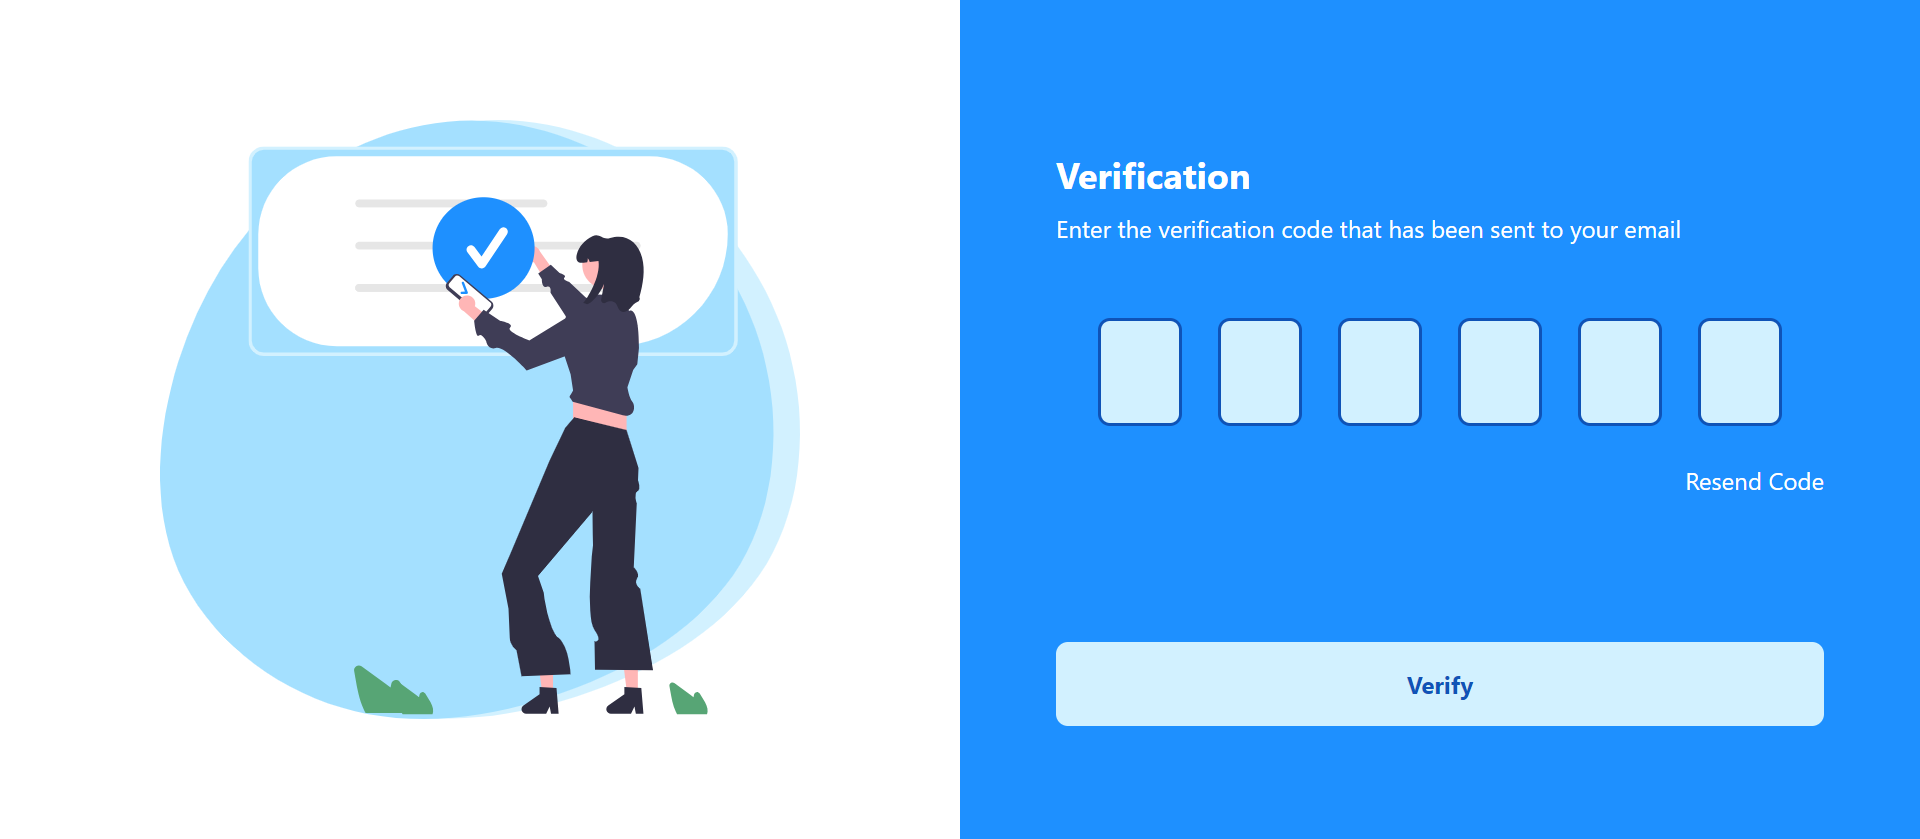 Verification
Enter the verification code that has been sent to your email
Resend Code
Verify